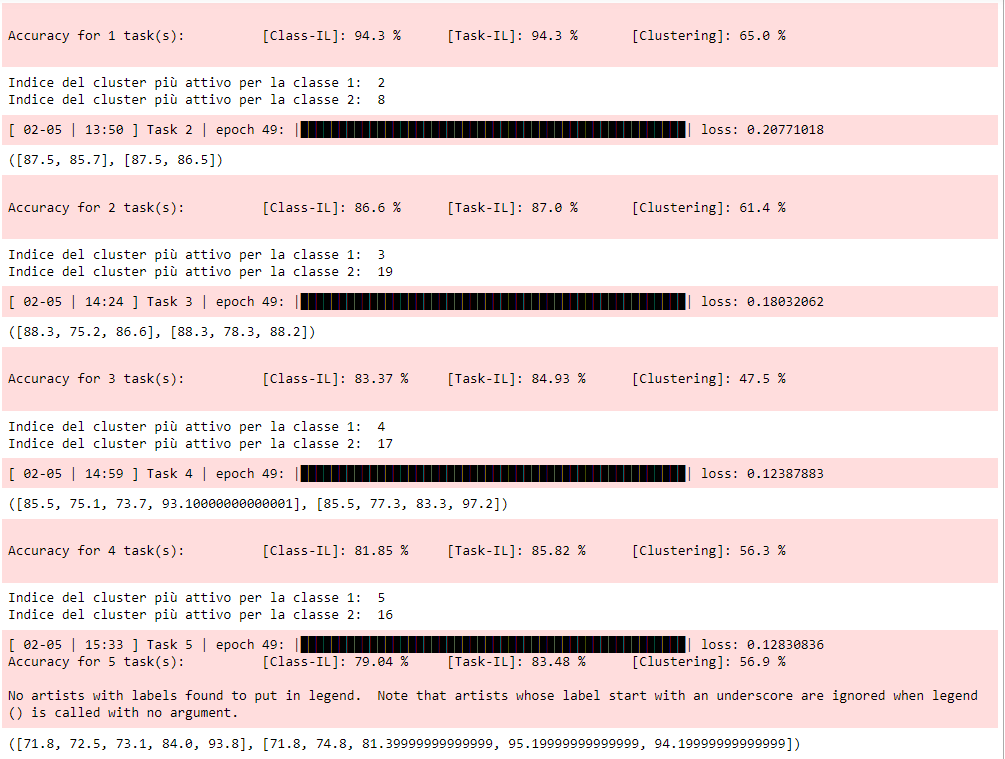 Accuracy for 1 task(s): [Class-IL]: 94.3 % [Task-IL]: 94.3 % [Clustering]: 65.0 %
Indice del cluster più attivo per la classe 1: 2
Indice del cluster più attivo per la classe 2: 8
[ 02-05 | 13:50 ] Task 2 | epoch 49: |████████████████████████████████████████████████| loss: 0.20771018
([87.5, 85.7], [87.5, 86.5])
Accuracy for 2 task(s): [Class-IL]: 86.6 % [Task-IL]: 87.0 % [Clustering]: 61.4 %
Indice del cluster più attivo per la classe 1: 3
Indice del cluster più attivo per la classe 2: 19
[ 02-05 | 14:24 ] Task 3 | epoch 49: |████████████████████████████████████████████████| loss: 0.18032062
([88.3, 75.2, 86.6], [88.3, 78.3, 88.2])
Accuracy for 3 task(s): [Class-IL]: 83.37 % [Task-IL]: 84.93 % [Clustering]: 47.5 %
Indice del cluster più attivo per la classe 1: 4
Indice del cluster più attivo per la classe 2: 17
[ 02-05 | 14:59 ] Task 4 | epoch 49: |████████████████████████████████████████████████| loss: 0.12387883
([85.5, 75.1, 73.7, 93.10000000000001], [85.5, 77.3, 83.3, 97.2])
Accuracy for 4 task(s): [Class-IL]: 81.85 % [Task-IL]: 85.82 % [Clustering]: 56.3 %
Indice del cluster più attivo per la classe 1: 5
Indice del cluster più attivo per la classe 2: 16
[ 02-05 | 15:33 ] Task 5 | epoch 49: |████████████████████████████████████████████████| loss: 0.12830836
Accuracy for 5 task(s): [Class-IL]: 79.04 % [Task-IL]: 83.48 % [Clustering]: 56.9 %
No artists with labels found to put in legend.  Note that artists whose label start with an underscore are ignored when legend
() is called with no argument.
([71.8, 72.5, 73.1, 84.0, 93.8], [71.8, 74.8, 81.39999999999999, 95.19999999999999, 94.19999999999999])